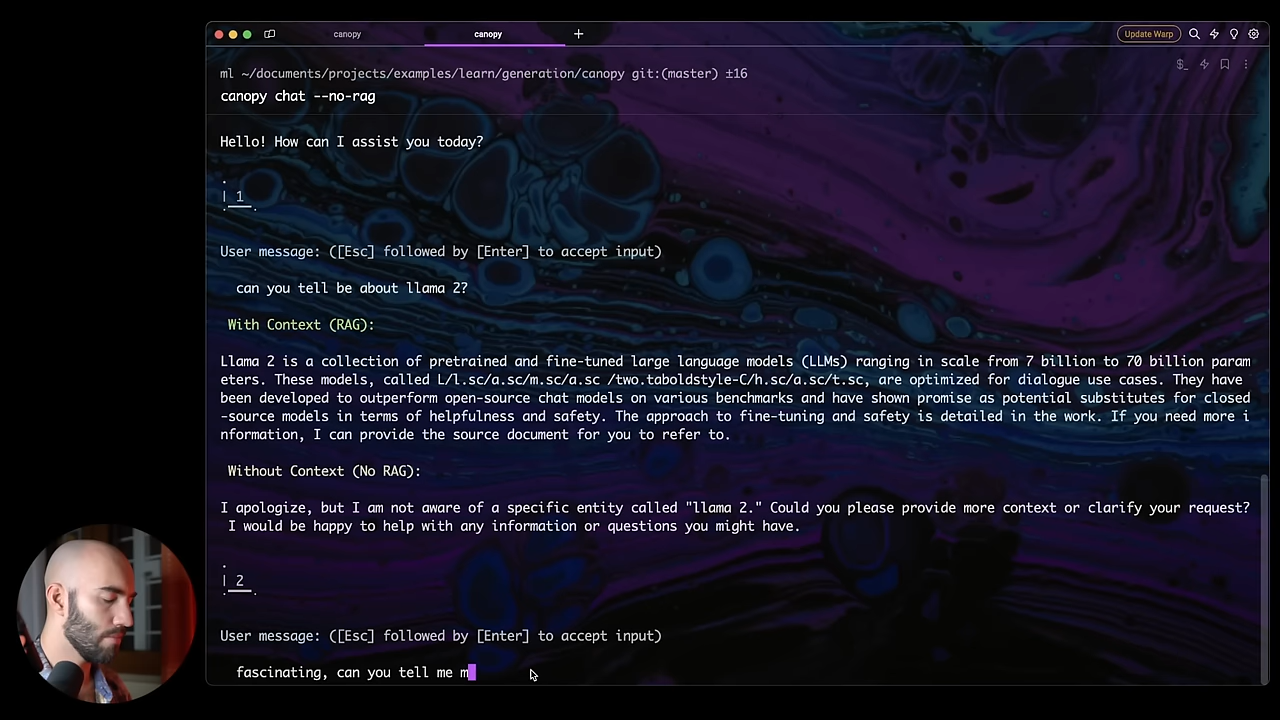 canopy
canopy
+
Update Warp
ml ~/documents/projects/examples/learn/generation/canopy git:(master) ±16
canopy chat --no-rag
Hello! How can I assist you today?
.
| 1
User message: ([Esc] followed by [Enter] to accept input)
can you tell be about llama 2?
With Context (RAG):
Llama 2 is a collection of pretrained and fine-tuned large language models (LLMs) ranging in scale from 7 billion to 70 billion param
eters. These models, called L/l.sc/a.sc/m.sc/a.sc /two.taboldstyle-C/h.sc/a.sc/t.sc, are optimized for dialogue use cases. They have
been developed to outperform open-source chat models on various benchmarks and have shown promise as potential substitutes for closed
-source models in terms of helpfulness and safety. The approach to fine-tuning and safety is detailed in the work. If you need more i
nformation, I can provide the source document for you to refer to.
Without Context (No RAG):
I apologize, but I am not aware of a specific entity called "llama 2." Could you please provide more context or clarify your request?
I would be happy to help with any information or questions you might have.
.
| 2
User message: ([Esc] followed by [Enter] to accept input)
fascinating, can you tell me m